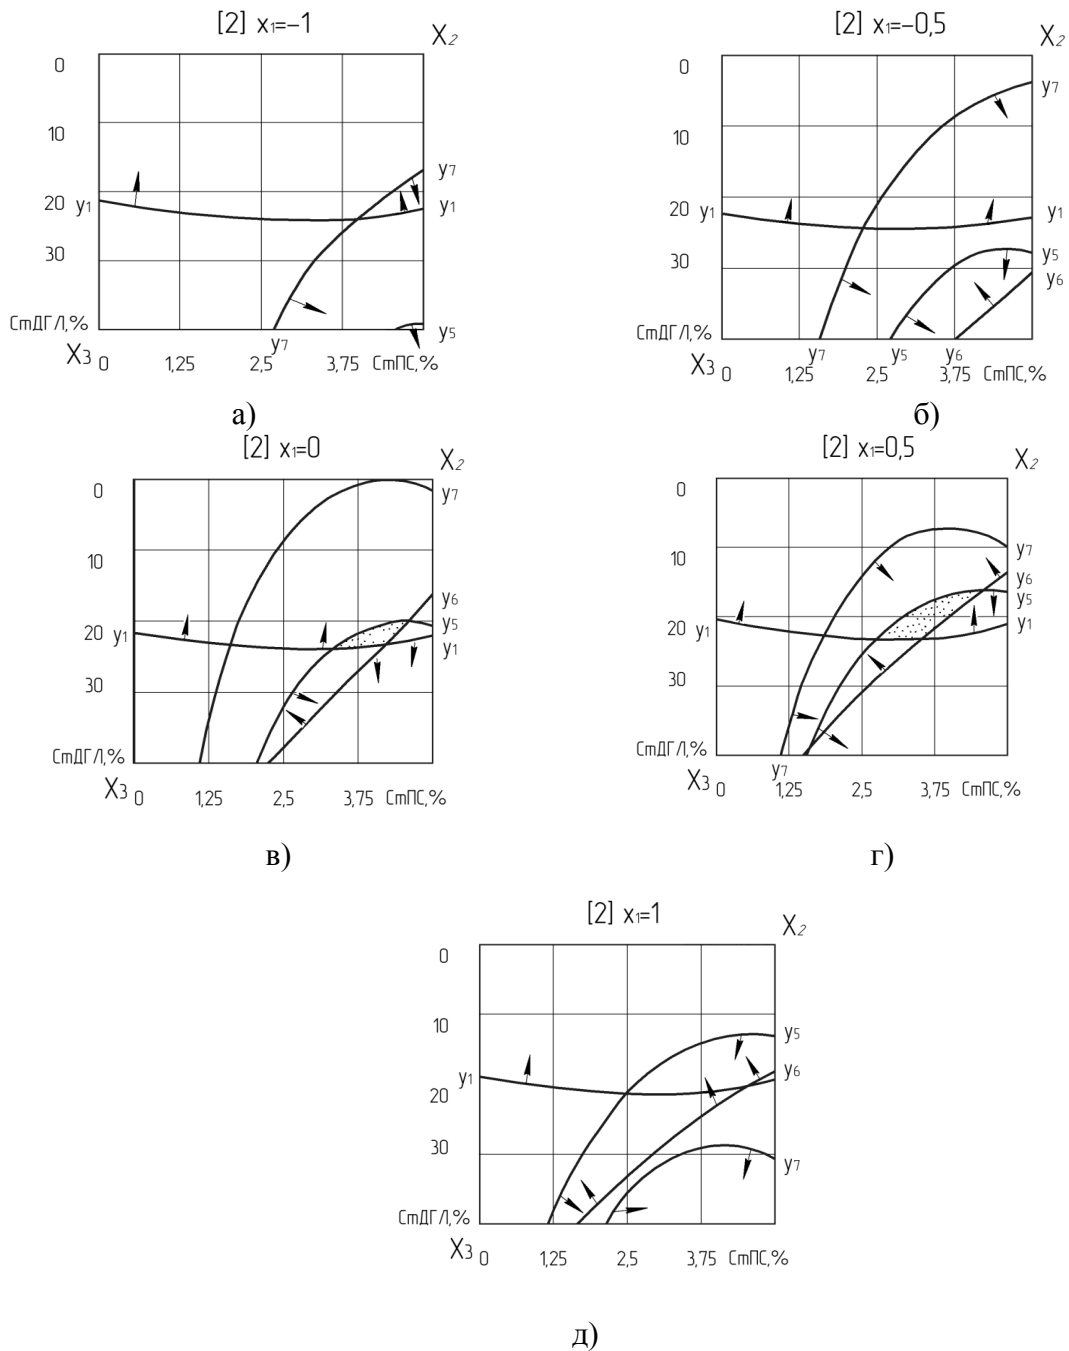 [2] x₁=–1
X₂
0
10
20
30
СтДГЛ,%
X₃
0
1,25
2,5
3,75
СтПС,%
y₁
y₇
y₁
y₅
y₇
а)
[2] x₁=–0,5
X₂
0
10
20
30
СтДГЛ,%
X₃
0
1,25
2,5
3,75
СтПС,%
y₁
y₇
y₁
y₅
y₆
y₇
y₅
y₆
б)
[2] x₁=0
X₂
0
10
20
30
СтДГЛ,%
X₃
0
1,25
2,5
3,75
СтПС,%
y₁
y₇
y₆
y₅
y₁
в)
[2] x₁=0,5
X₂
0
10
20
30
СтДГЛ,%
X₃
0
1,25
2,5
3,75
СтПС,%
y₁
y₇
y₆
y₅
y₁
y₇
г)
[2] x₁=1
X₂
0
10
20
30
СтДГЛ,%
X₃
0
1,25
2,5
3,75
СтПС,%
y₁
y₅
y₆
y₇
д)